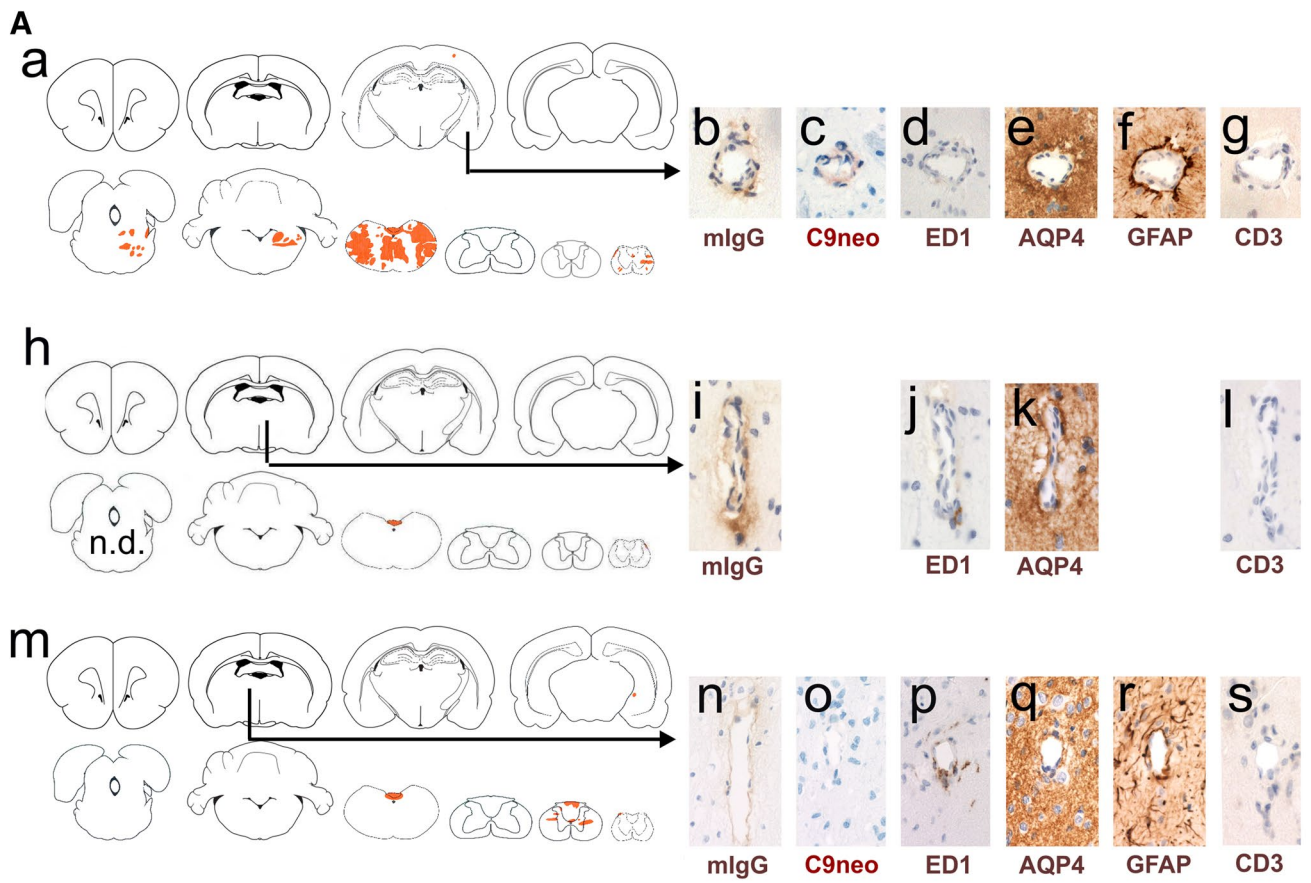 A
a
b c d e f g
mIgG C9neo ED1 AQP4 GFAP CD3
h
n.d.
i j k l
mIgG ED1 AQP4 CD3
m
n o p q r s
mIgG C9neo ED1 AQP4 GFAP CD3